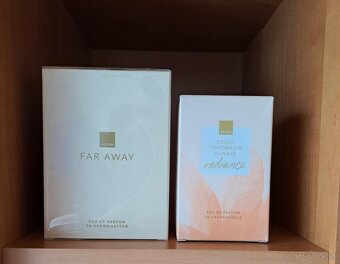 AVON
FAR AWAY
EAU DE PARFUM
EN VAPORISATEUR
AVON
TODAY
TOMORROW
ALWAYS
radiance
EAU DE PARFUM
EN VAPORISATEUR